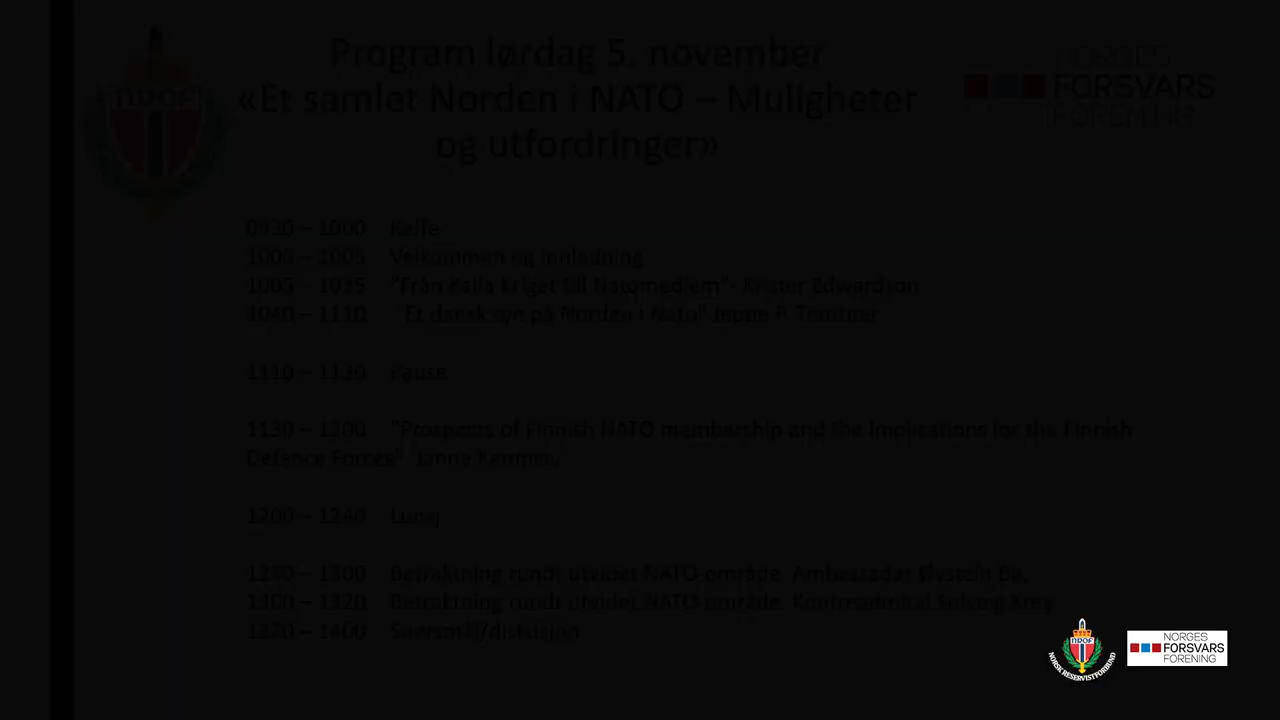 Program lørdag 5. november
«Et samlet Norden i NATO – Muligheter
og utfordringer»
NROF
NORGES
FORSVARS
FORENING
0930 – 1000 Kaffe
1000 – 1005 Velkommen og innledning
1005 – 1035 "Från Kalla Kriget till Natomedlem"- Krister Edwardson
1040 – 1110 "Et dansk syn på Norden i Nato" Jeppe P. Trautner
1110 – 1130 Pause
1130 – 1200 "Prospects of Finnish NATO membership and the Implications for the Finnish
Defence Forces" Janne
1200 – 1240 Lunsj
1240 – 1300 Betraktning rundt utvidet NATO område, Ambassadør Øystein Bø,
1300 – 1320 Betraktning rundt utvidet NATO område, Kontreadmiral Solveig Krey
1320 – 1400 Spørsmål/diskusjon
NROF
NORSK RESERVISTFORBUND
NORGES
FORSVARS
FORENING